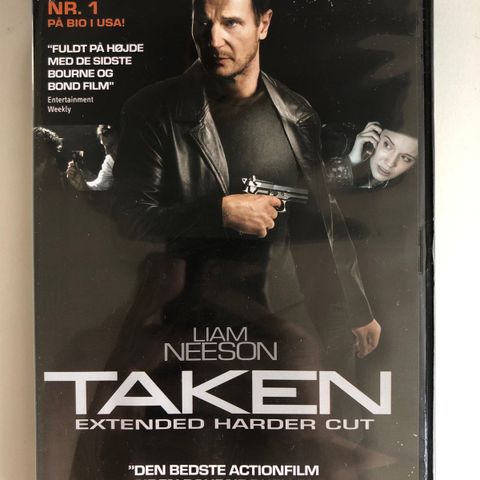 NR. 1
PÅ BIO I USA!
"FULDT PÅ HØJDE
MED DE SIDSTE
BOURNE OG
BOND FILM"
Entertainment
Weekly
LIAM
NEESON
TAKEN
EXTENDED HARDER CUT
"DEN BEDSTE ACTIONFILM